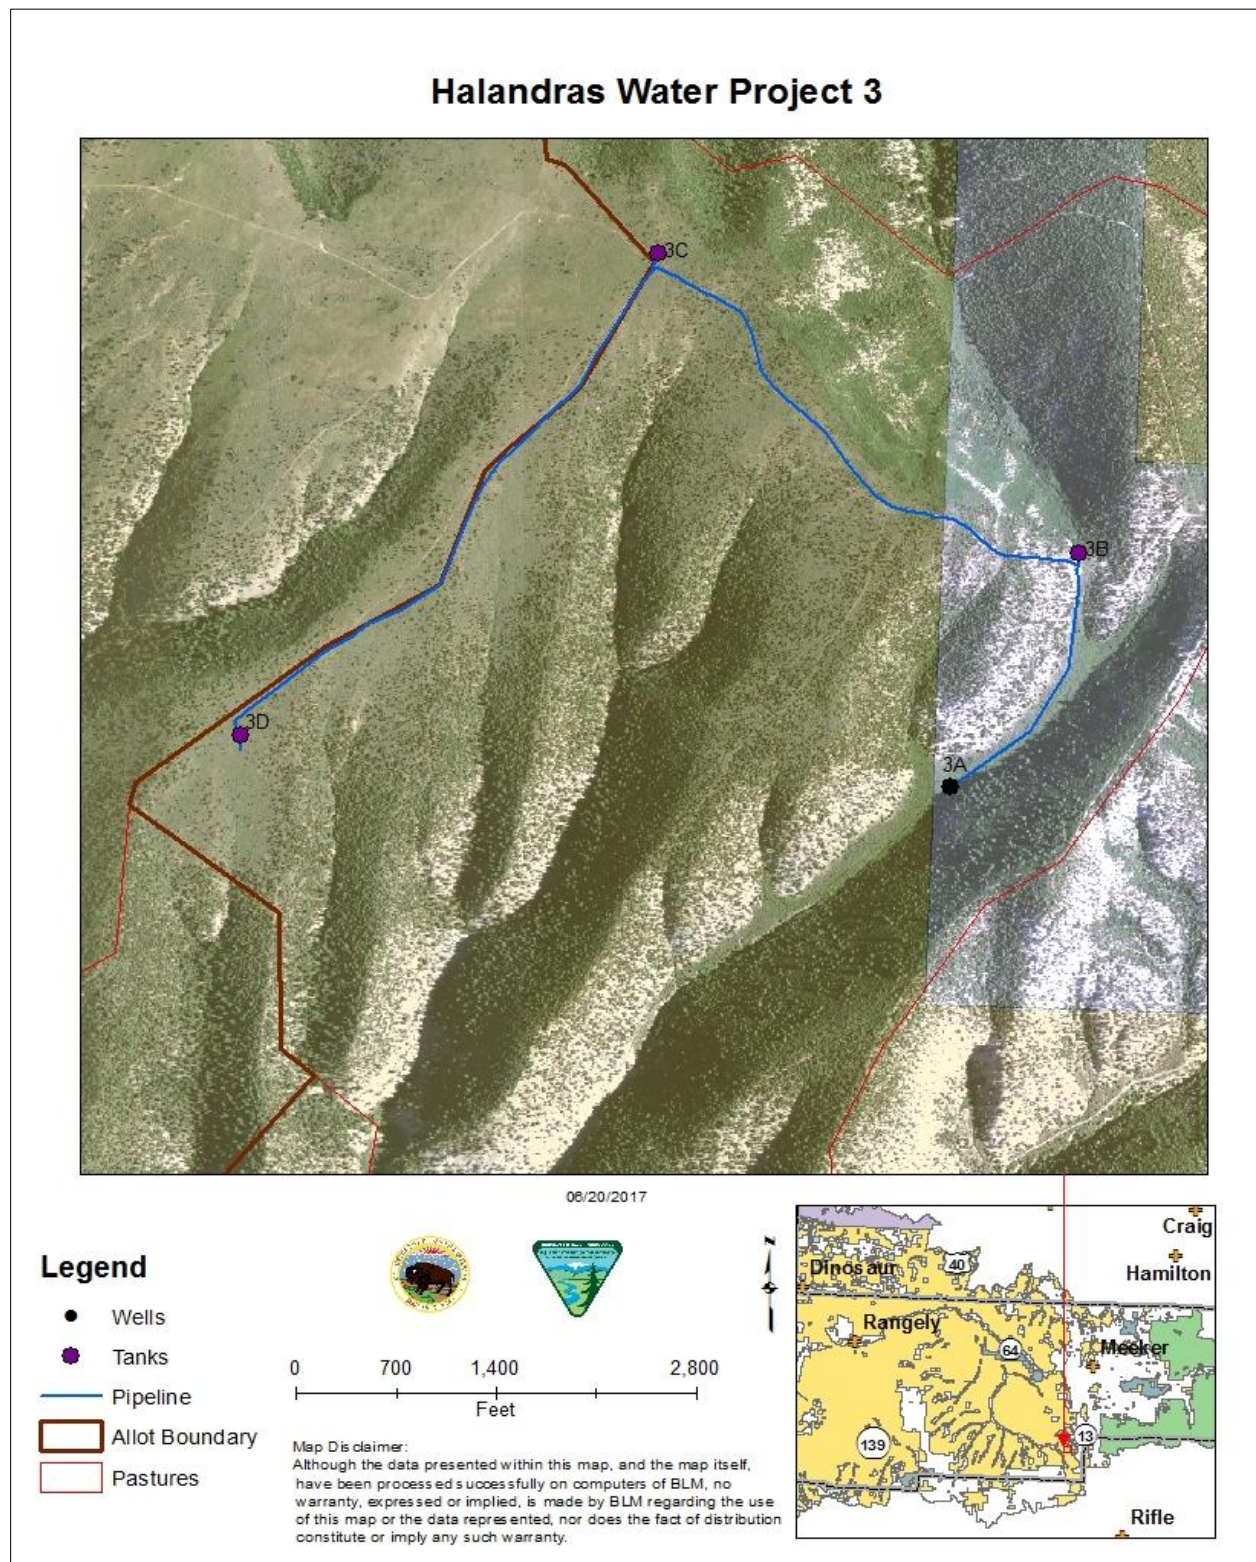 Halandras Water Project 3
3C
3B
3D
3A
06/20/2017
Legend
Wells
Tanks
Pipeline
Allot Boundary
Pastures
0 700 1,400 2,800
Feet
N
Map Disclaimer:
Although the data presented within this map, and the map itself,
have been processed successfully on computers of BLM, no
warranty, expressed or implied, is made by BLM regarding the use
of this map or the data represented, nor does the fact of distribution
constitute or imply any such warranty.
Craig
40
Hamilton
Dinosaur
Rangely
64
Meeker
139
13
Rifle